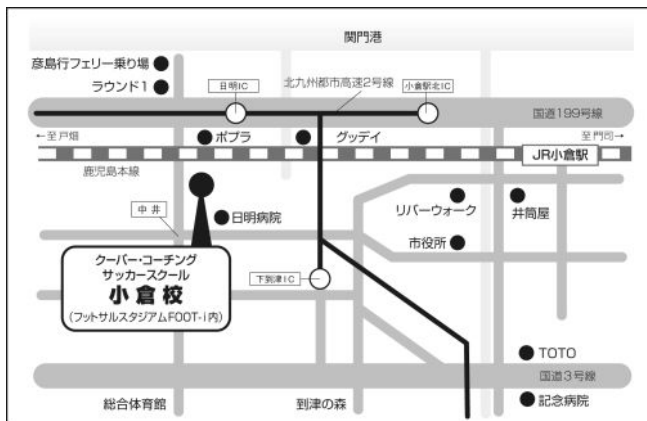 関門港
彦島行フェリー乗り場
ラウンド1
日明IC
北九州都市高速2号線
小倉駅北IC
国道199号線
←至戸畑
ポプラ
グッデイ
至門司→
JR小倉駅
鹿児島本線
中井
日明病院
リバーウォーク
井筒屋
市役所
クーバー・コーチング
サッカースクール
小倉校
(フットサルスタジアムFOOT-i内)
下到津IC
TOTO
国道3号線
総合体育館
到津の森
記念病院